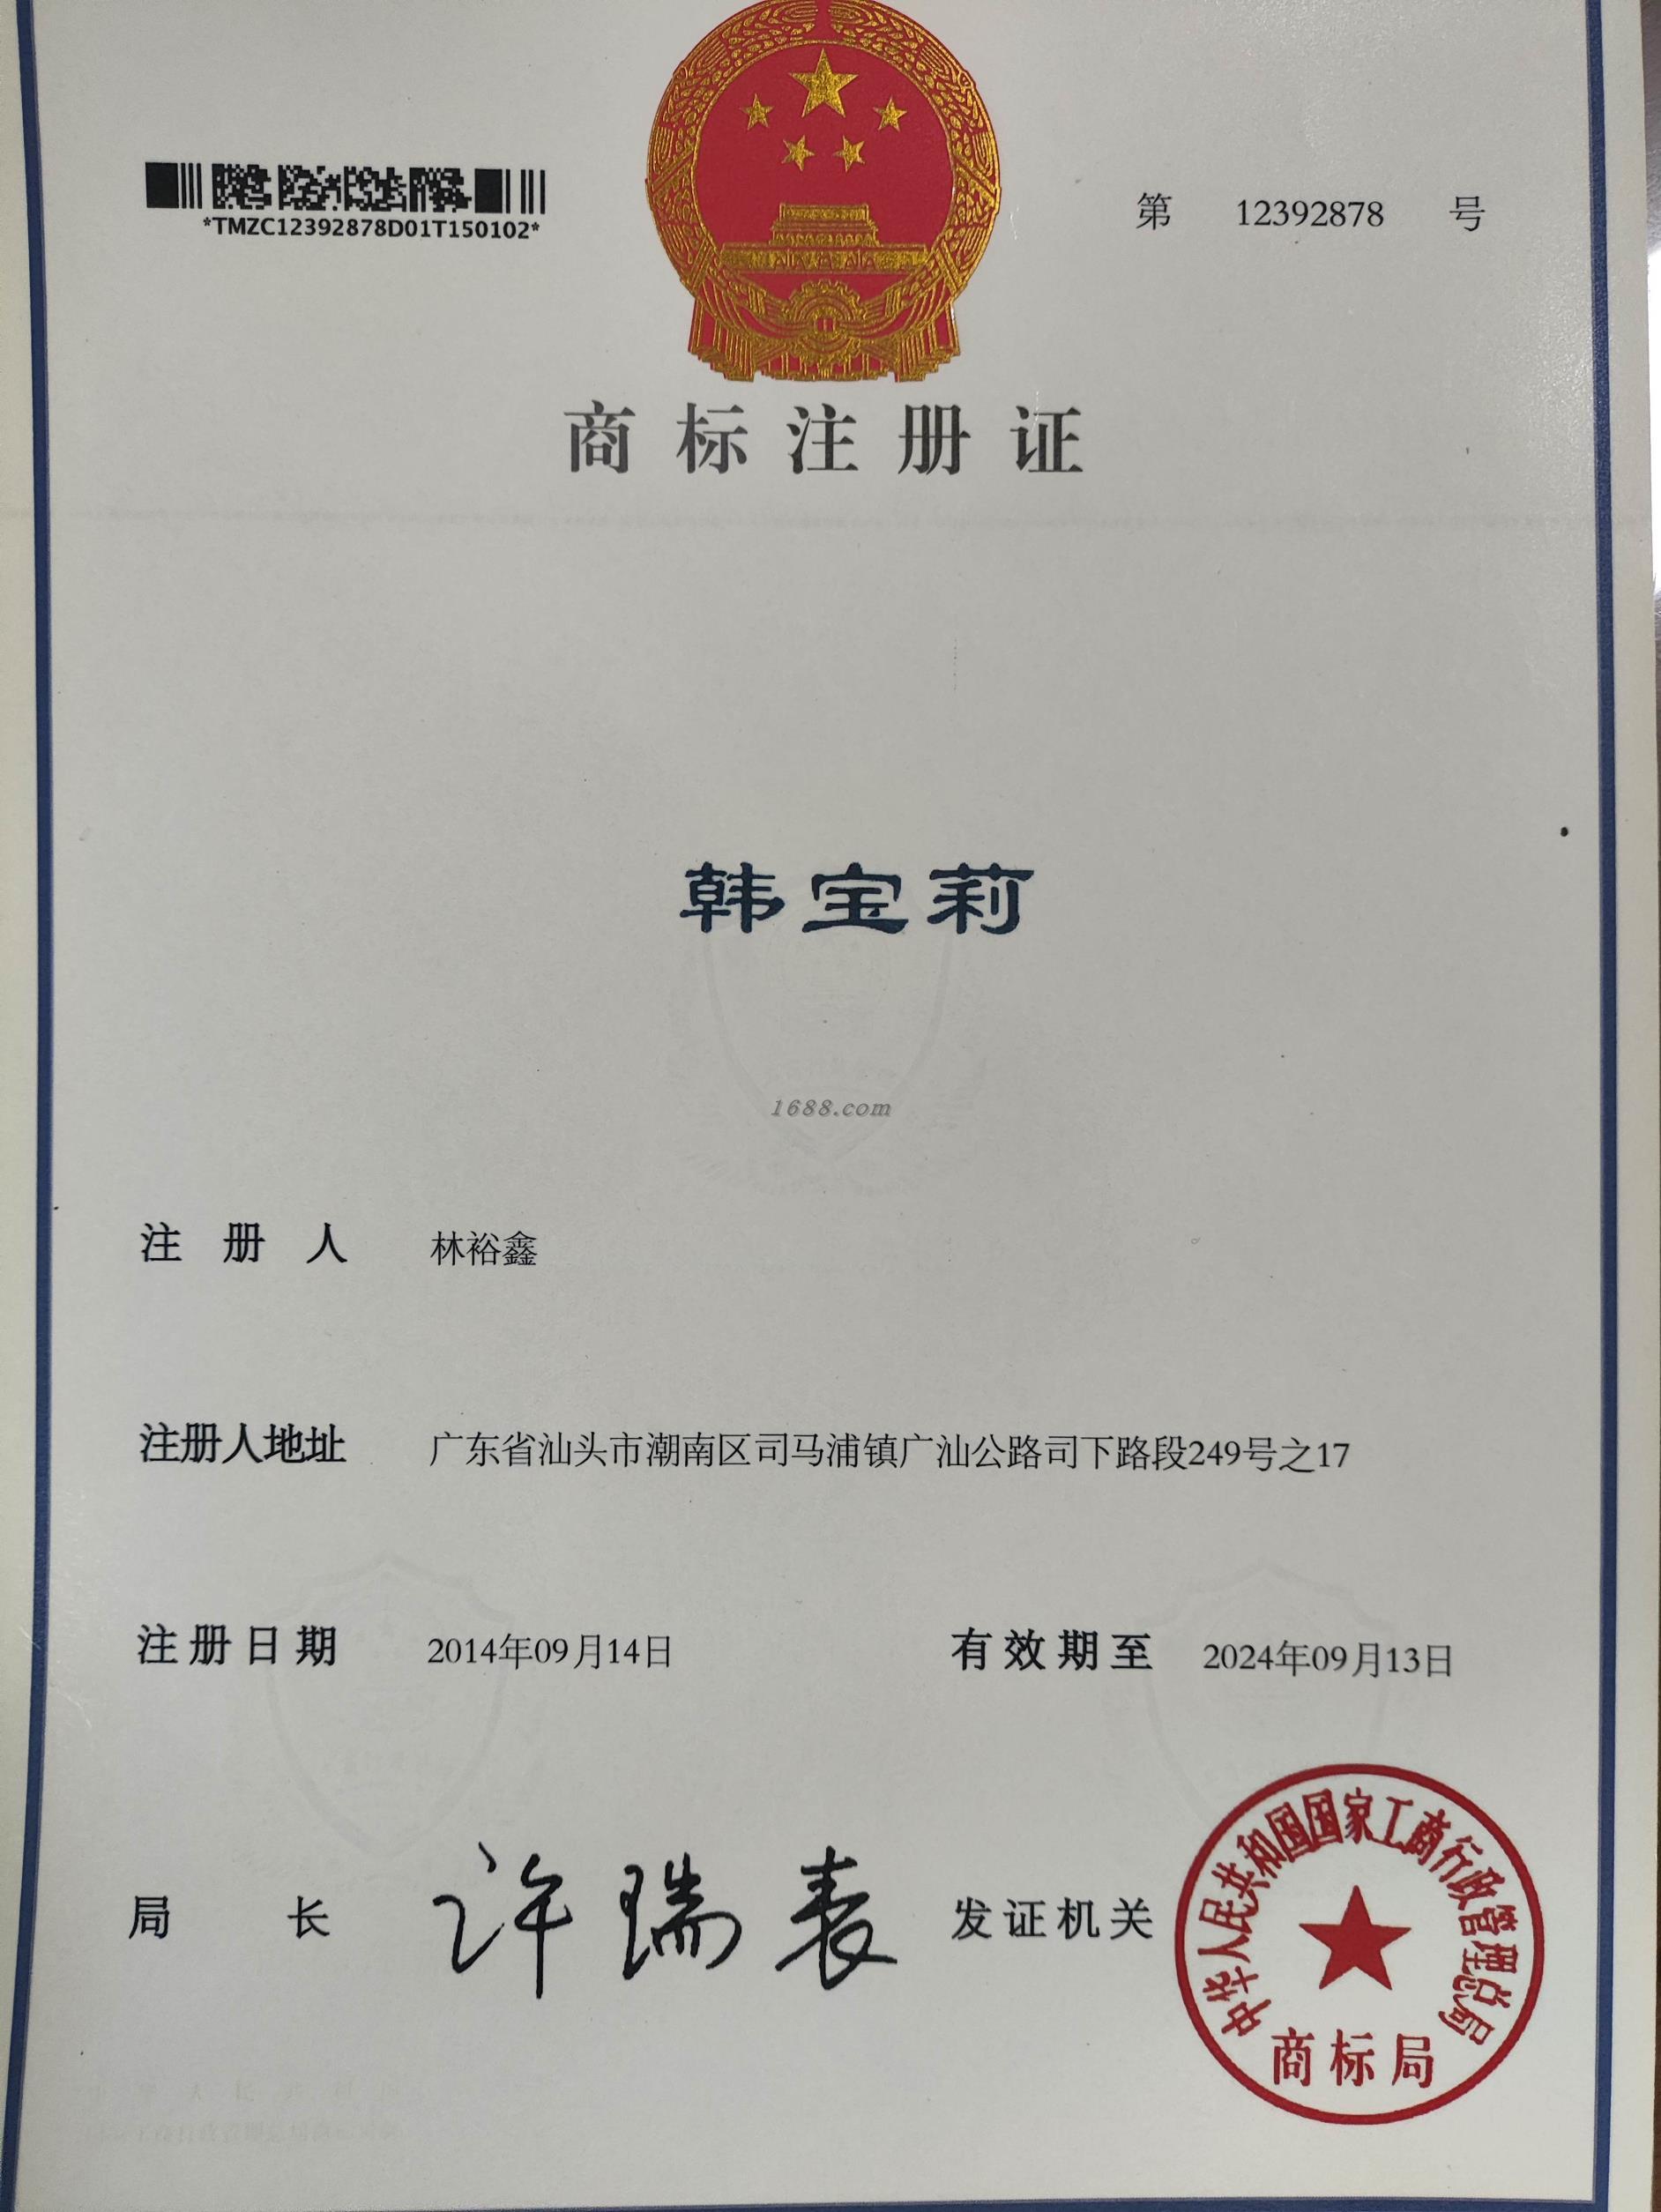 *TMZC12392878D01T150102*
第 12392878 号
商标注册证
韩宝莉
1688.com
注册人 林裕鑫
注册人地址 广东省汕头市潮南区司马浦镇广汕公路司下路段249号之17
注册日期 2014年09月14日 有效期至 2024年09月13日
局长 许瑞表 发证机关
中华人民共和国国家工商行政管理总局
商标局